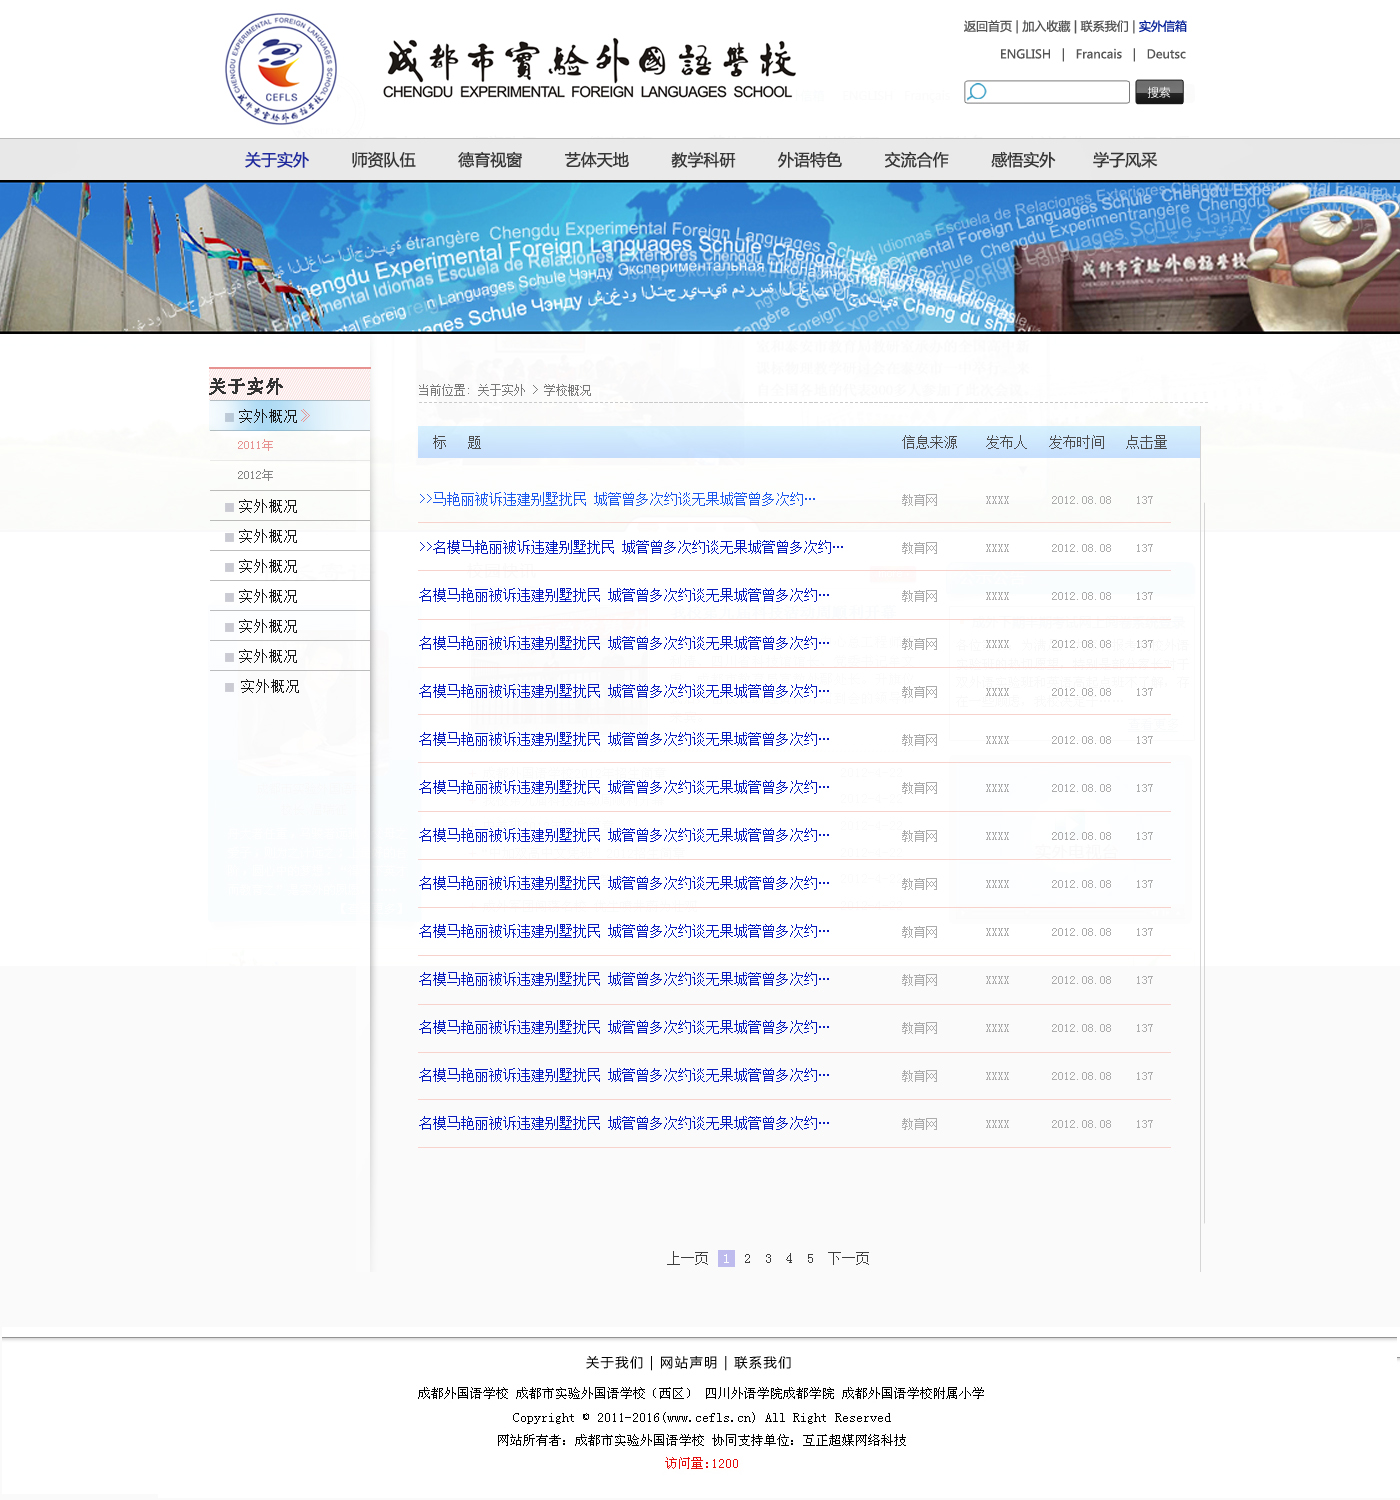 返回首页 | 加入收藏 | 联系我们 | 实外信箱
ENGLISH | Francais | Deutsc
搜索
CHENGDU EXPERIMENTAL FOREIGN LANGUAGES SCHOOL
CEFLS
成都市實验外國語學校
CHENGDU EXPERIMENTAL FOREIGN LANGUAGES SCHOOL
关于实外 师资队伍 德育视窗 艺体天地 教学科研 外语特色 交流合作 感悟实外 学子风采
成都市實验外國語學校
关于实外
实外概况
2011年
2012年
实外概况
实外概况
实外概况
实外概况
实外概况
实外概况
实外概况
当前位置: 关于实外 > 学校概况
标 题 信息来源 发布人 发布时间 点击量
>>马艳丽被诉违建别墅扰民 城管曾多次约谈无果城管曾多次约… 教育网 XXXX 2012.08.08 137
>>名模马艳丽被诉违建别墅扰民 城管曾多次约谈无果城管曾多次约… 教育网 XXXX 2012.08.08 137
名模马艳丽被诉违建别墅扰民 城管曾多次约谈无果城管曾多次约… 教育网 XXXX 2012.08.08 137
名模马艳丽被诉违建别墅扰民 城管曾多次约谈无果城管曾多次约… 教育网 XXXX 2012.08.08 137
名模马艳丽被诉违建别墅扰民 城管曾多次约谈无果城管曾多次约… 教育网 XXXX 2012.08.08 137
名模马艳丽被诉违建别墅扰民 城管曾多次约谈无果城管曾多次约… 教育网 XXXX 2012.08.08 137
名模马艳丽被诉违建别墅扰民 城管曾多次约谈无果城管曾多次约… 教育网 XXXX 2012.08.08 137
名模马艳丽被诉违建别墅扰民 城管曾多次约谈无果城管曾多次约… 教育网 XXXX 2012.08.08 137
名模马艳丽被诉违建别墅扰民 城管曾多次约谈无果城管曾多次约… 教育网 XXXX 2012.08.08 137
名模马艳丽被诉违建别墅扰民 城管曾多次约谈无果城管曾多次约… 教育网 XXXX 2012.08.08 137
名模马艳丽被诉违建别墅扰民 城管曾多次约谈无果城管曾多次约… 教育网 XXXX 2012.08.08 137
名模马艳丽被诉违建别墅扰民 城管曾多次约谈无果城管曾多次约… 教育网 XXXX 2012.08.08 137
名模马艳丽被诉违建别墅扰民 城管曾多次约谈无果城管曾多次约… 教育网 XXXX 2012.08.08 137
名模马艳丽被诉违建别墅扰民 城管曾多次约谈无果城管曾多次约… 教育网 XXXX 2012.08.08 137
上一页 1 2 3 4 5 下一页
关于我们 | 网站声明 | 联系我们
成都外国语学校 成都市实验外国语学校（西区） 四川外语学院成都学院 成都外国语学校附属小学
Copyright © 2011-2016(www.cefls.cn) All Right Reserved
网站所有者: 成都市实验外国语学校 协同支持单位: 互正超媒网络科技
访问量:1200